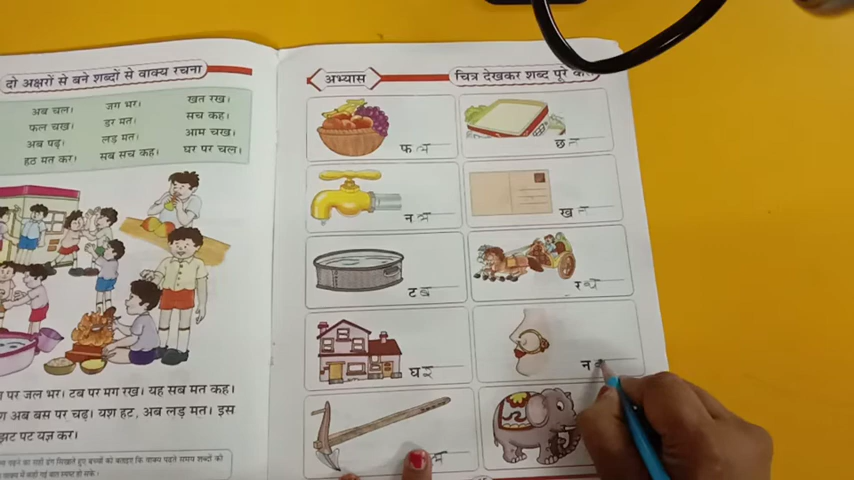 दो अक्षरों से बने शब्दों से वाक्य रचना
अब चल। जग भर। खत रख।
फल चख। डर मत। सच कह।
अब पढ़। लड़ मत। आम चख।
हठ मत कर। सब सच कह। घर पर चल।
पर जल भर। टब पर मग रख। यह सब मत कह।
अब बस पर चढ़। यश हट, अब लड़ मत। इस
झट पट यज्ञ कर।
अभ्यास
चित्र देखकर शब्द पूरे
फल
छत
नल
खत
टब
रथ
घर
न